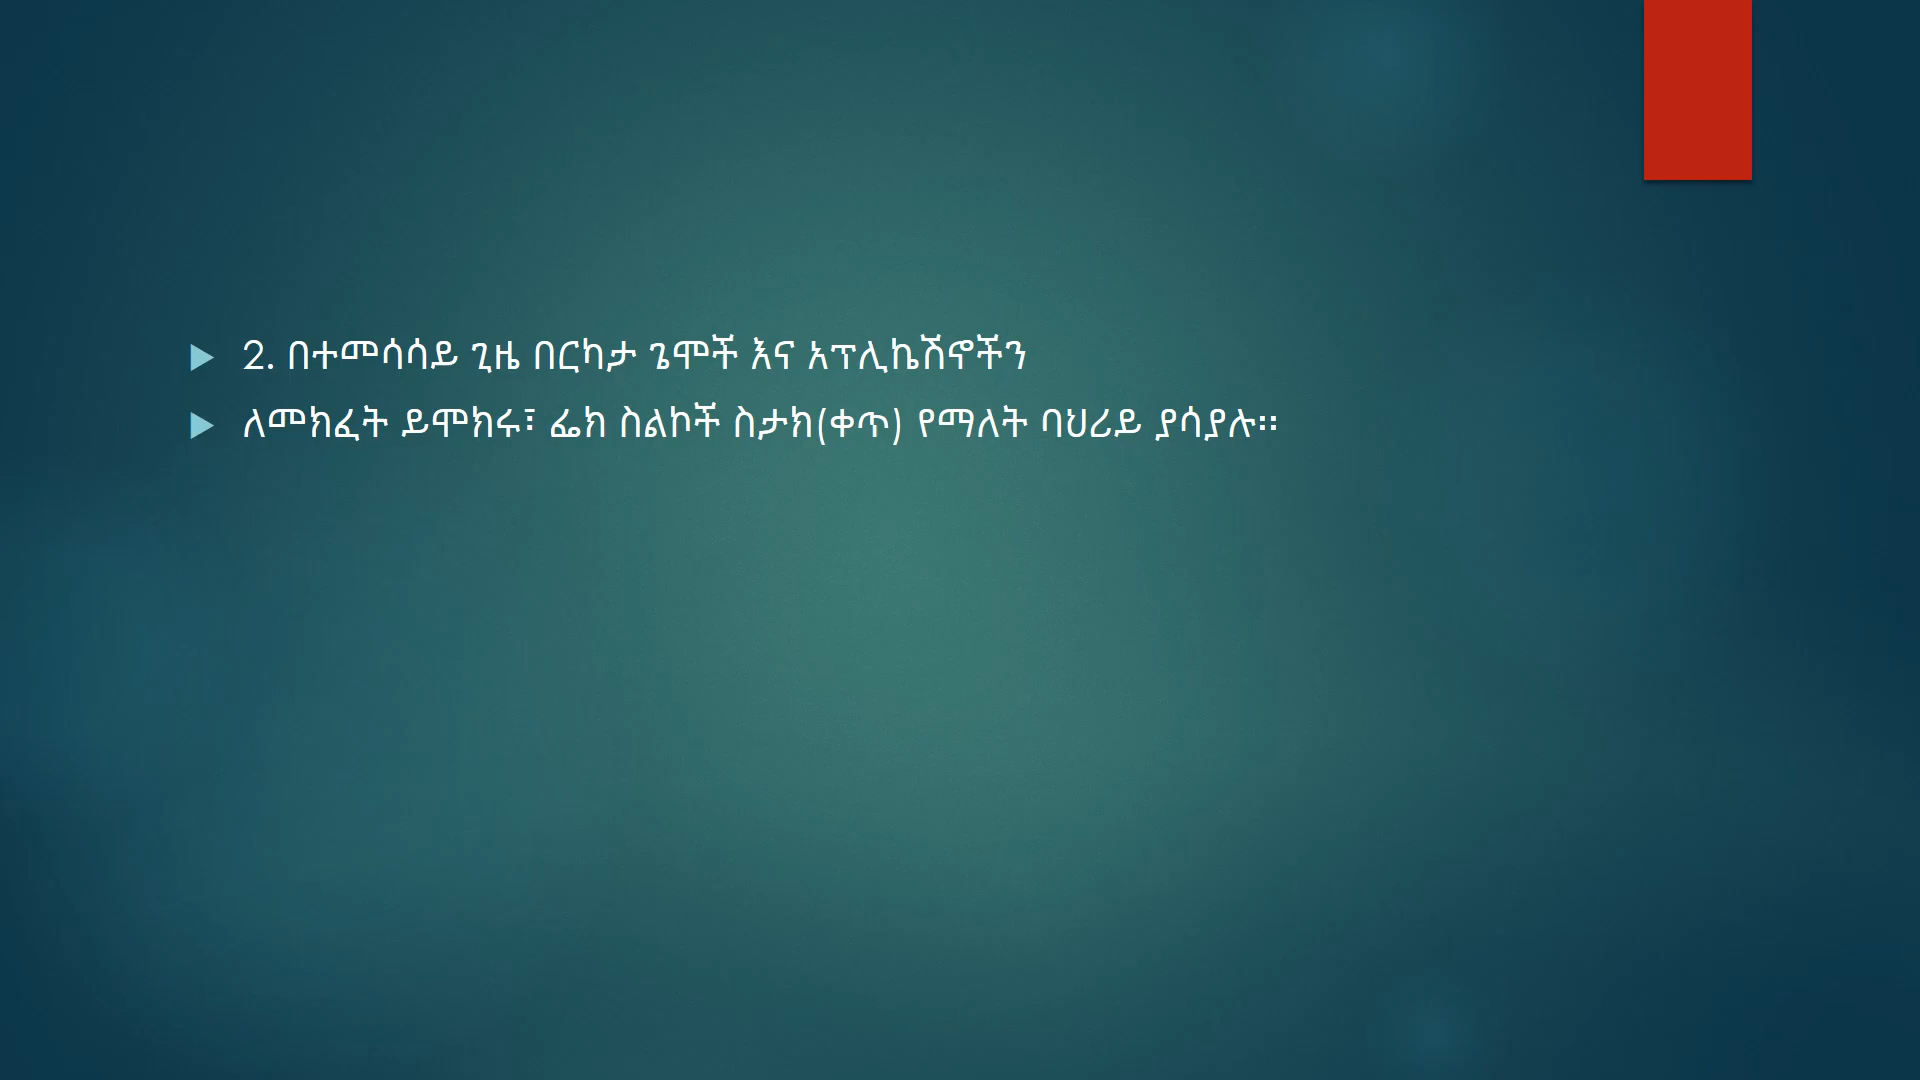 2. በተመሳሳይ ጊዜ በርካታ ጌሞች እና አፕሊኬሽኖችን
ለመክፈት ይሞክሩ፣ ፌክ ስልኮች ስታክ(ቀጥ) የማለት ባህሪይ ያሳያሉ፡፡